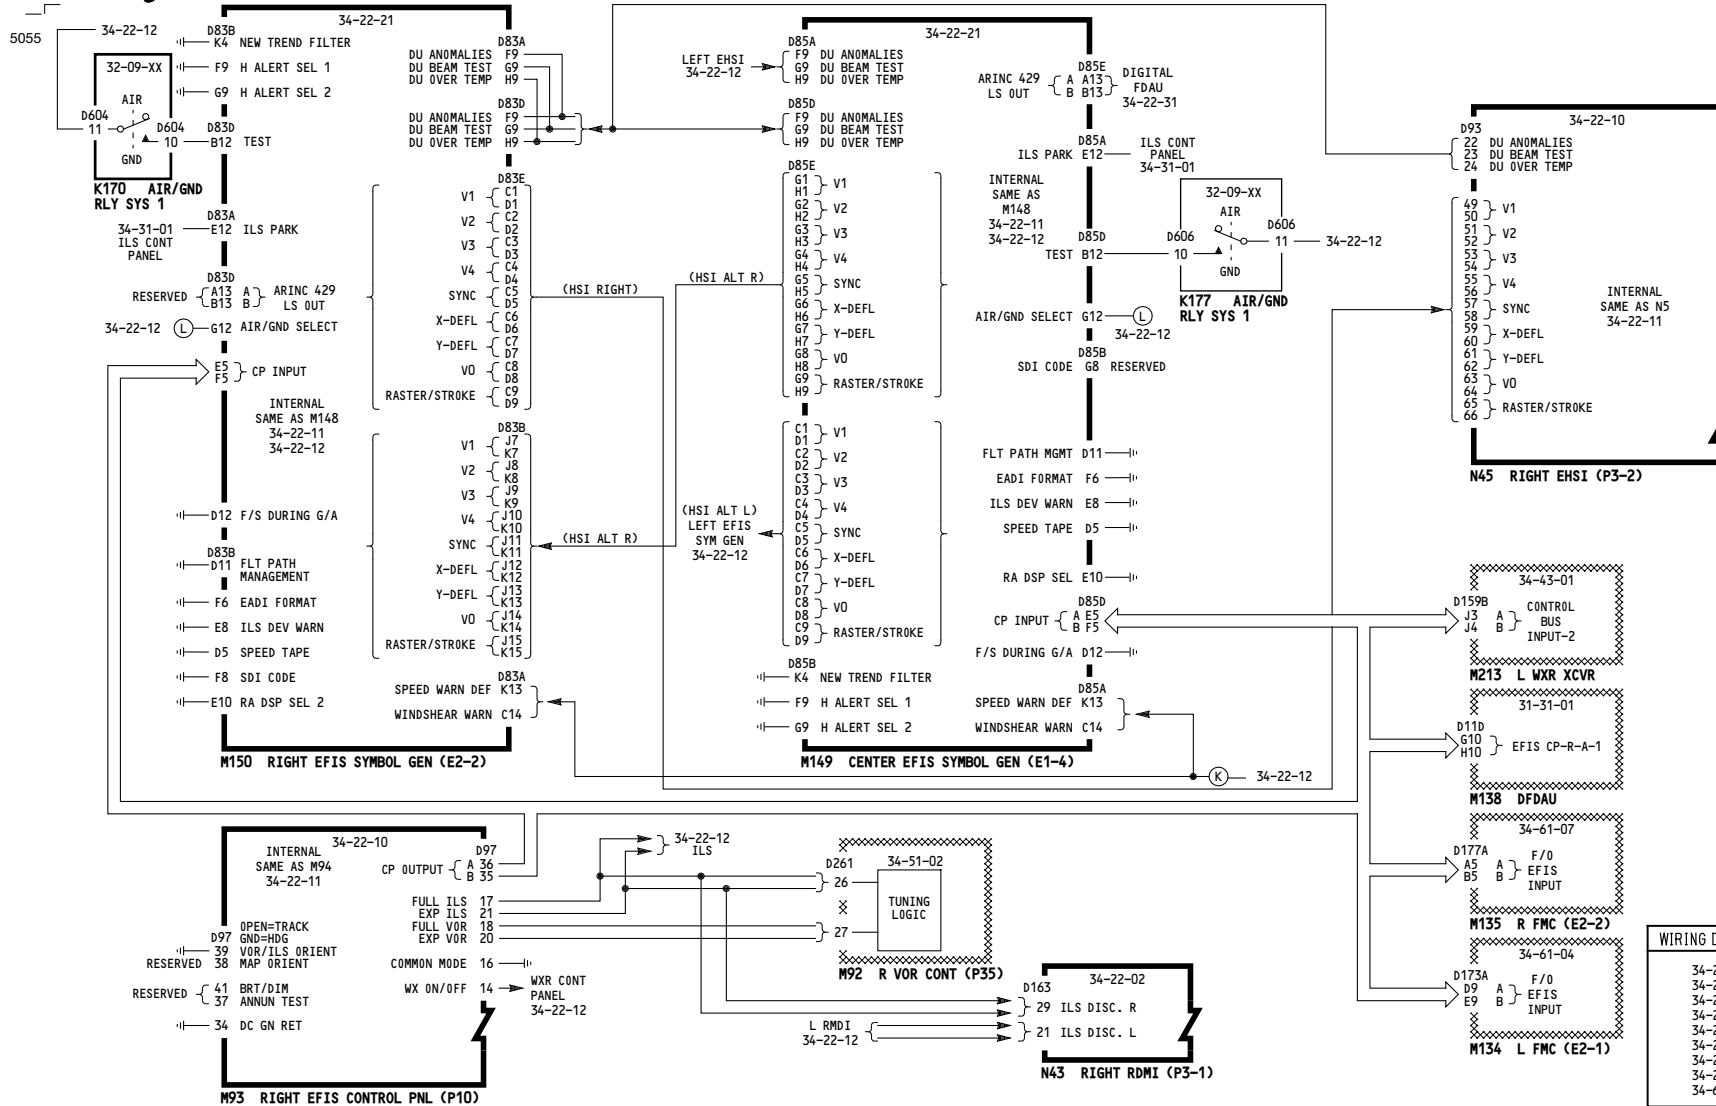 5055
34-22-12
32-09-XX
AIR
D604
11
D604
10
GND
K170 AIR/GND
RLY SYS 1
34-22-21
D83B
K4 NEW TREND FILTER
F9 H ALERT SEL 1
G9 H ALERT SEL 2
D83D
B12 TEST
D83A
34-31-01
ILS CONT
PANEL
E12 ILS PARK
D83D
RESERVED
A13 A
B13 B
ARINC 429
LS OUT
34-22-12 L G12 AIR/GND SELECT
E5
F5
CP INPUT
INTERNAL
SAME AS M148
34-22-11
34-22-12
D12 F/S DURING G/A
D83B
D11 FLT PATH
MANAGEMENT
F6 EADI FORMAT
E8 ILS DEV WARN
D5 SPEED TAPE
F8 SDI CODE
E10 RA DSP SEL 2
D83A
DU ANOMALIES F9
DU BEAM TEST G9
DU OVER TEMP H9
D83D
DU ANOMALIES F9
DU BEAM TEST G9
DU OVER TEMP H9
D83E
V1 C1
D1
V2 C2
D2
V3 C3
D3
V4 C4
D4
SYNC C5
D5
X-DEFL C6
D6
Y-DEFL C7
D7
VO C8
D8
RASTER/STROKE C9
D9
(HSI RIGHT)
D83B
V1 J7
K7
V2 J8
K8
V3 J9
K9
V4 J10
K10
SYNC J11
K11
X-DEFL J12
K12
Y-DEFL J13
K13
VO J14
K14
RASTER/STROKE J15
K15
(HSI ALT R)
D83A
SPEED WARN DEF K13
WINDSHEAR WARN C14
M150 RIGHT EFIS SYMBOL GEN (E2-2)
34-22-21
LEFT EHSI
34-22-12
D85A
F9 DU ANOMALIES
G9 DU BEAM TEST
H9 DU OVER TEMP
D85D
F9 DU ANOMALIES
G9 DU BEAM TEST
H9 DU OVER TEMP
D85E
G1
H1 V1
G2
H2 V2
G3
H3 V3
G4
H4 V4
G5
H5 SYNC
G6
H6 X-DEFL
G7
H7 Y-DEFL
G8
H8 VO
G9
H9 RASTER/STROKE
(HSI ALT R)
C1
D1 V1
C2
D2 V2
C3
D3 V3
C4
D4 V4
C5
D5 SYNC
C6
D6 X-DEFL
C7
D7 Y-DEFL
C8
D8 VO
C9
D9 RASTER/STROKE
(HSI ALT L)
LEFT EFIS
SYM GEN
34-22-12
D85B
K4 NEW TREND FILTER
F9 H ALERT SEL 1
G9 H ALERT SEL 2
D85E
ARINC 429
LS OUT
A A13
B B13
DIGITAL
FDAU
34-22-31
D85A
ILS PARK E12
ILS CONT
PANEL
34-31-01
INTERNAL
SAME AS
M148
34-22-11
34-22-12
D85D
TEST B12
AIR/GND SELECT G12 L
34-22-12
D85B
SDI CODE G8 RESERVED
FLT PATH MGMT D11
EADI FORMAT F6
ILS DEV WARN E8
SPEED TAPE D5
RA DSP SEL E10
D85D
CP INPUT A E5
B F5
F/S DURING G/A D12
D85A
SPEED WARN DEF K13
WINDSHEAR WARN C14
M149 CENTER EFIS SYMBOL GEN (E1-4)
K 34-22-12
32-09-XX
AIR
D606
10
D606
11 34-22-12
GND
K177 AIR/GND
RLY SYS 1
34-22-10
D93
22 DU ANOMALIES
23 DU BEAM TEST
24 DU OVER TEMP
49
50 V1
51
52 V2
53
54 V3
55
56 V4
57
58 SYNC
59
60 X-DEFL
61
62 Y-DEFL
63
64 VO
65
66 RASTER/STROKE
INTERNAL
SAME AS N5
34-22-11
N45 RIGHT EHSI (P3-2)
34-43-01
D159B
J3 A
J4 B
CONTROL
BUS
INPUT-2
M213 L WXR XCVR
31-31-01
D11D
G10
H10
EFIS CP-R-A-1
M138 DFDAU
34-61-07
D177A
A5 A
B5 B
F/O
EFIS
INPUT
M135 R FMC (E2-2)
34-61-04
D173A
D9 A
E9 B
F/O
EFIS
INPUT
M134 L FMC (E2-1)
34-22-10
INTERNAL
SAME AS M94
34-22-11
D97
CP OUTPUT A 36
B 35
FULL ILS 17
EXP ILS 21
FULL VOR 18
EXP VOR 20
COMMON MODE 16
WX ON/OFF 14
WXR CONT
PANEL
34-22-12
OPEN=TRACK
D97 GND=HDG
39 VOR/ILS ORIENT
RESERVED 38 MAP ORIENT
RESERVED
41 BRT/DIM
37 ANNUN TEST
34 DC GN RET
M93 RIGHT EFIS CONTROL PNL (P10)
34-22-12
ILS
D261
26
27
34-51-02
TUNING
LOGIC
M92 R VOR CONT (P35)
34-22-02
D163
29 ILS DISC. R
21 ILS DISC. L
L RMDI
34-22-12
N43 RIGHT RDMI (P3-1)
WIRING D
34-2
34-2
34-2
34-2
34-2
34-2
34-2
34-2
34-6